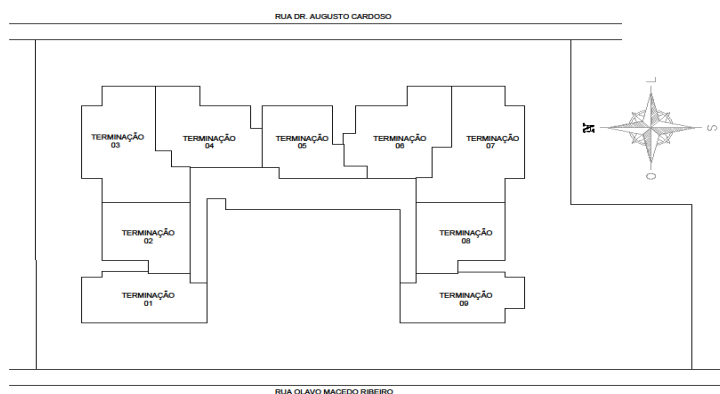 RUA DR. AUGUSTO CARDOSO
TERMINAÇÃO
03
TERMINAÇÃO
04
TERMINAÇÃO
05
TERMINAÇÃO
06
TERMINAÇÃO
07
L
N
S
O
TERMINAÇÃO
02
TERMINAÇÃO
08
TERMINAÇÃO
01
TERMINAÇÃO
09
RUA OLAVO MACEDO RIBEIRO